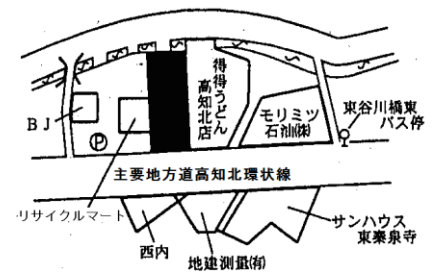 得得うどん
高知北店
モリミツ
石油㈱
東谷川橋東
バス停
BJ
P
主要地方道高知北環状線
リサイクルマート
西内
地建測量㈲
サンハウス
東秦泉寺